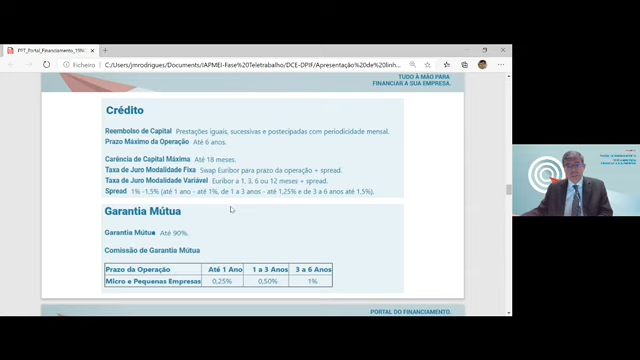 PPT_Portal_Financiamento_19N
Ficheiro C:/Users/jmrodrigues/Documents/IAPMEI-Fase%20Teletrabalho/DCE-DPIF/Apresentação%20de%20linh...
TUDO À MÃO PARA
FINANCIAR A SUA EMPRESA.
Crédito
Reembolso de Capital Prestações iguais, sucessivas e postecipadas com periodicidade mensal.
Prazo Máximo da Operação Até 6 anos.
Carência de Capital Máxima Até 18 meses.
Taxa de Juro Modalidade Fixa Swap Euribor para prazo da operação + spread.
Taxa de Juro Modalidade Variável Euribor a 1, 3, 6 ou 12 meses + spread.
Spread 1% -1,5% (até 1 ano - até 1%, de 1 a 3 anos - até 1,25% e de 3 a 6 anos até 1,5%).
Garantia Mútua
Garantia Mútua Até 90%.
Comissão de Garantia Mútua
Prazo da Operação Até 1 Ano 1 a 3 Anos 3 a 6 Anos
Micro e Pequenas Empresas 0,25% 0,50% 1%
PORTAL DO FINANCIAMENTO.